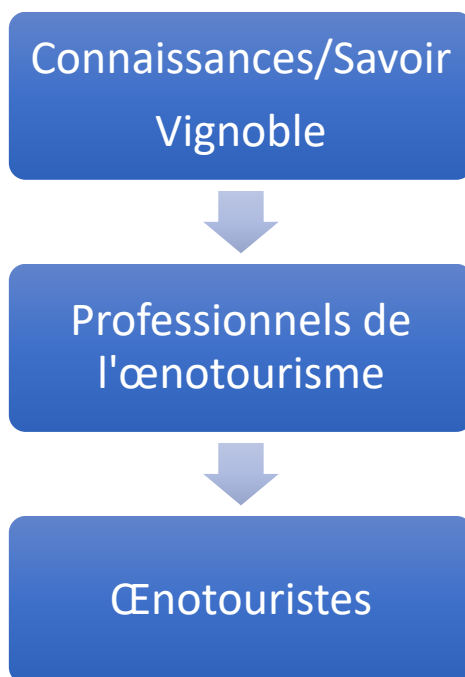 Connaissances/Savoir
Vignoble
Professionnels de
l'œnotourisme
Œnotouristes